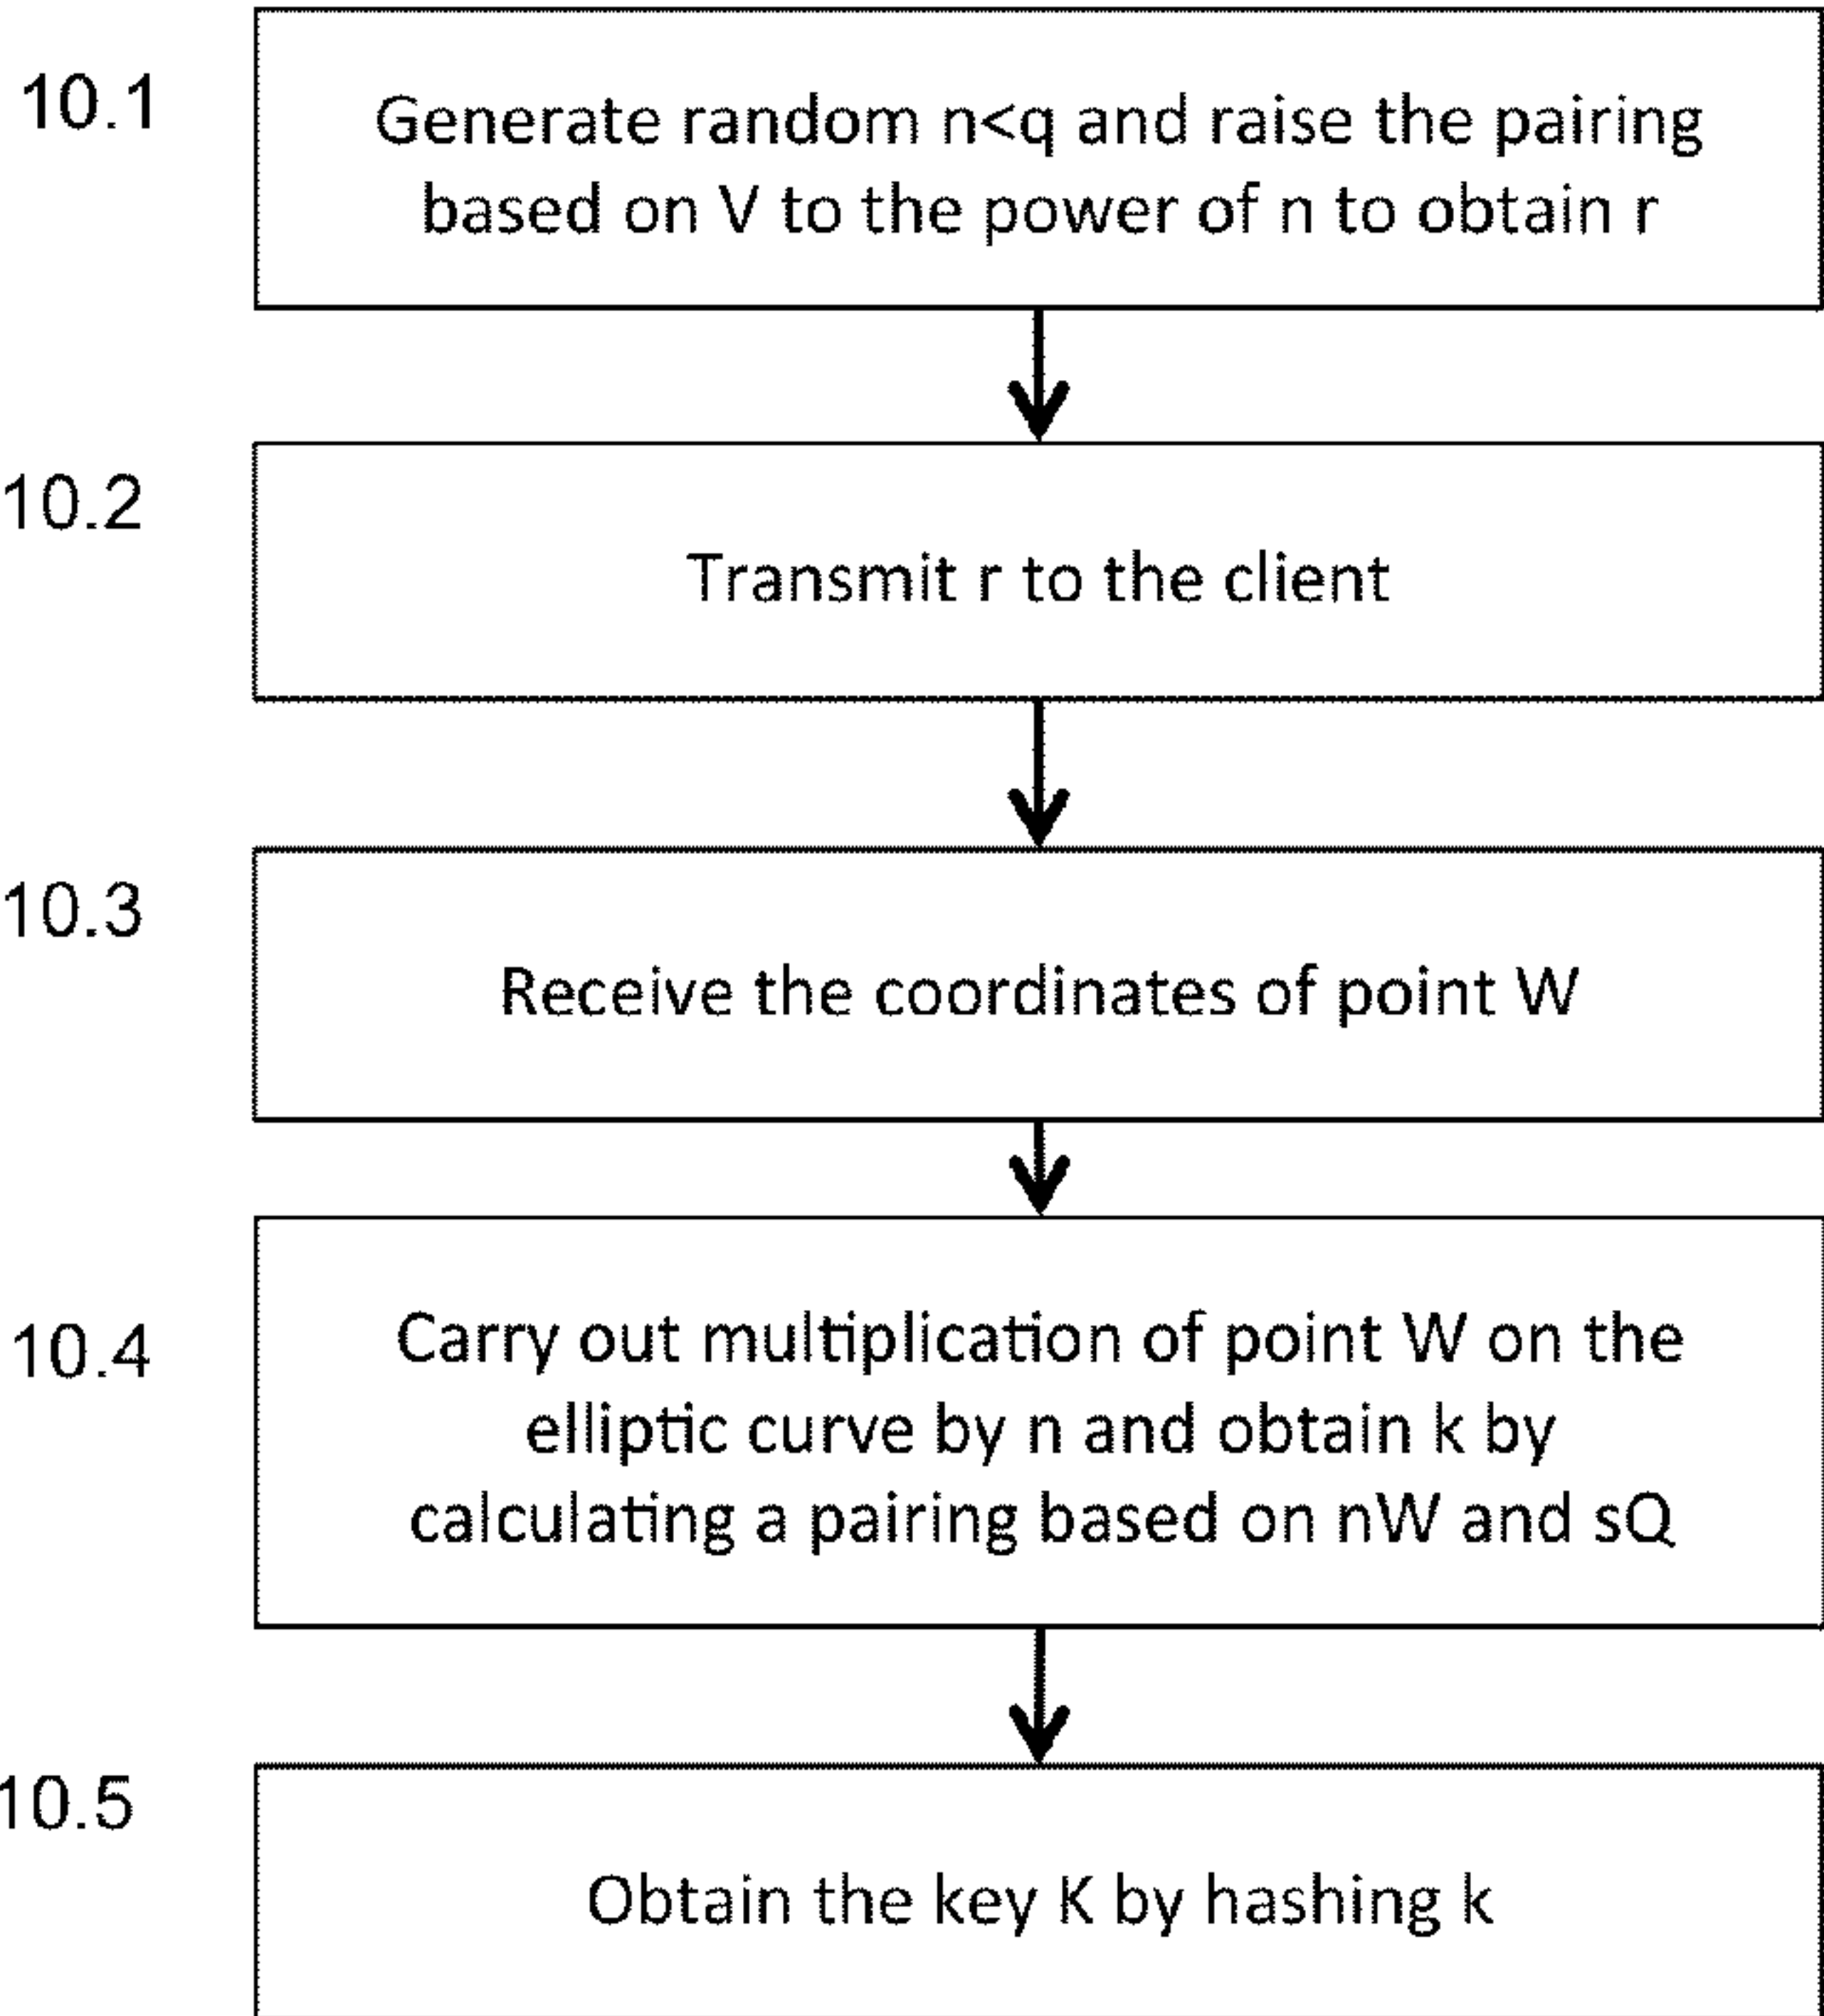 10.1
Generate random n<q and raise the pairing
based on V to the power of n to obtain r
10.2
Transmit r to the client
10.3
Receive the coordinates of point W
10.4
Carry out multiplication of point W on the
elliptic curve by n and obtain k by
calculating a pairing based on nW and sQ
10.5
Obtain the key K by hashing k